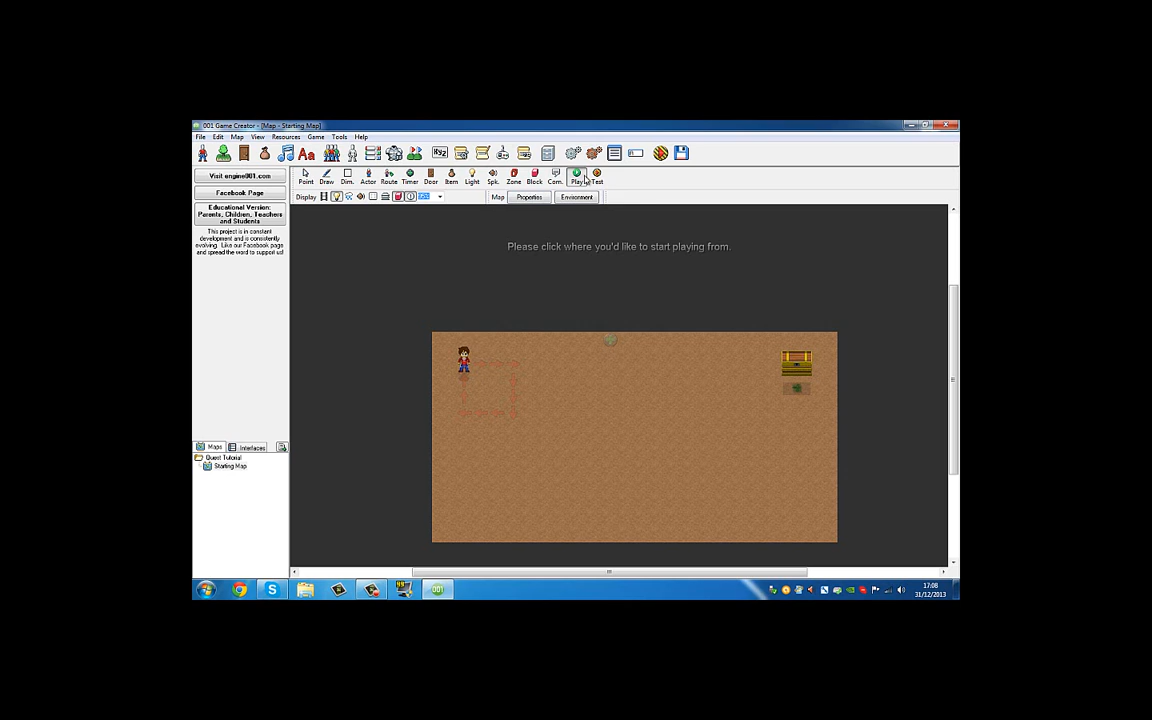 001 Game Creator - [Map - Starting Map]
File Edit Map View Resources Game Tools Help
Visit engine001.com
Facebook Page
Educational Version:
Parents, Children, Teachers
and Students
This project is in constant
development and is consistently
evolving. Like our Facebook page
and spread the word to support us!
Point Draw Dim. Actor Route Timer Door Item Light Spk. Zone Block Com. Play Test
Display Map Properties Environment
Please click where you'd like to start playing from.
Maps Interfaces
Quest Tutorial
Starting Map
17:08
31/12/2013